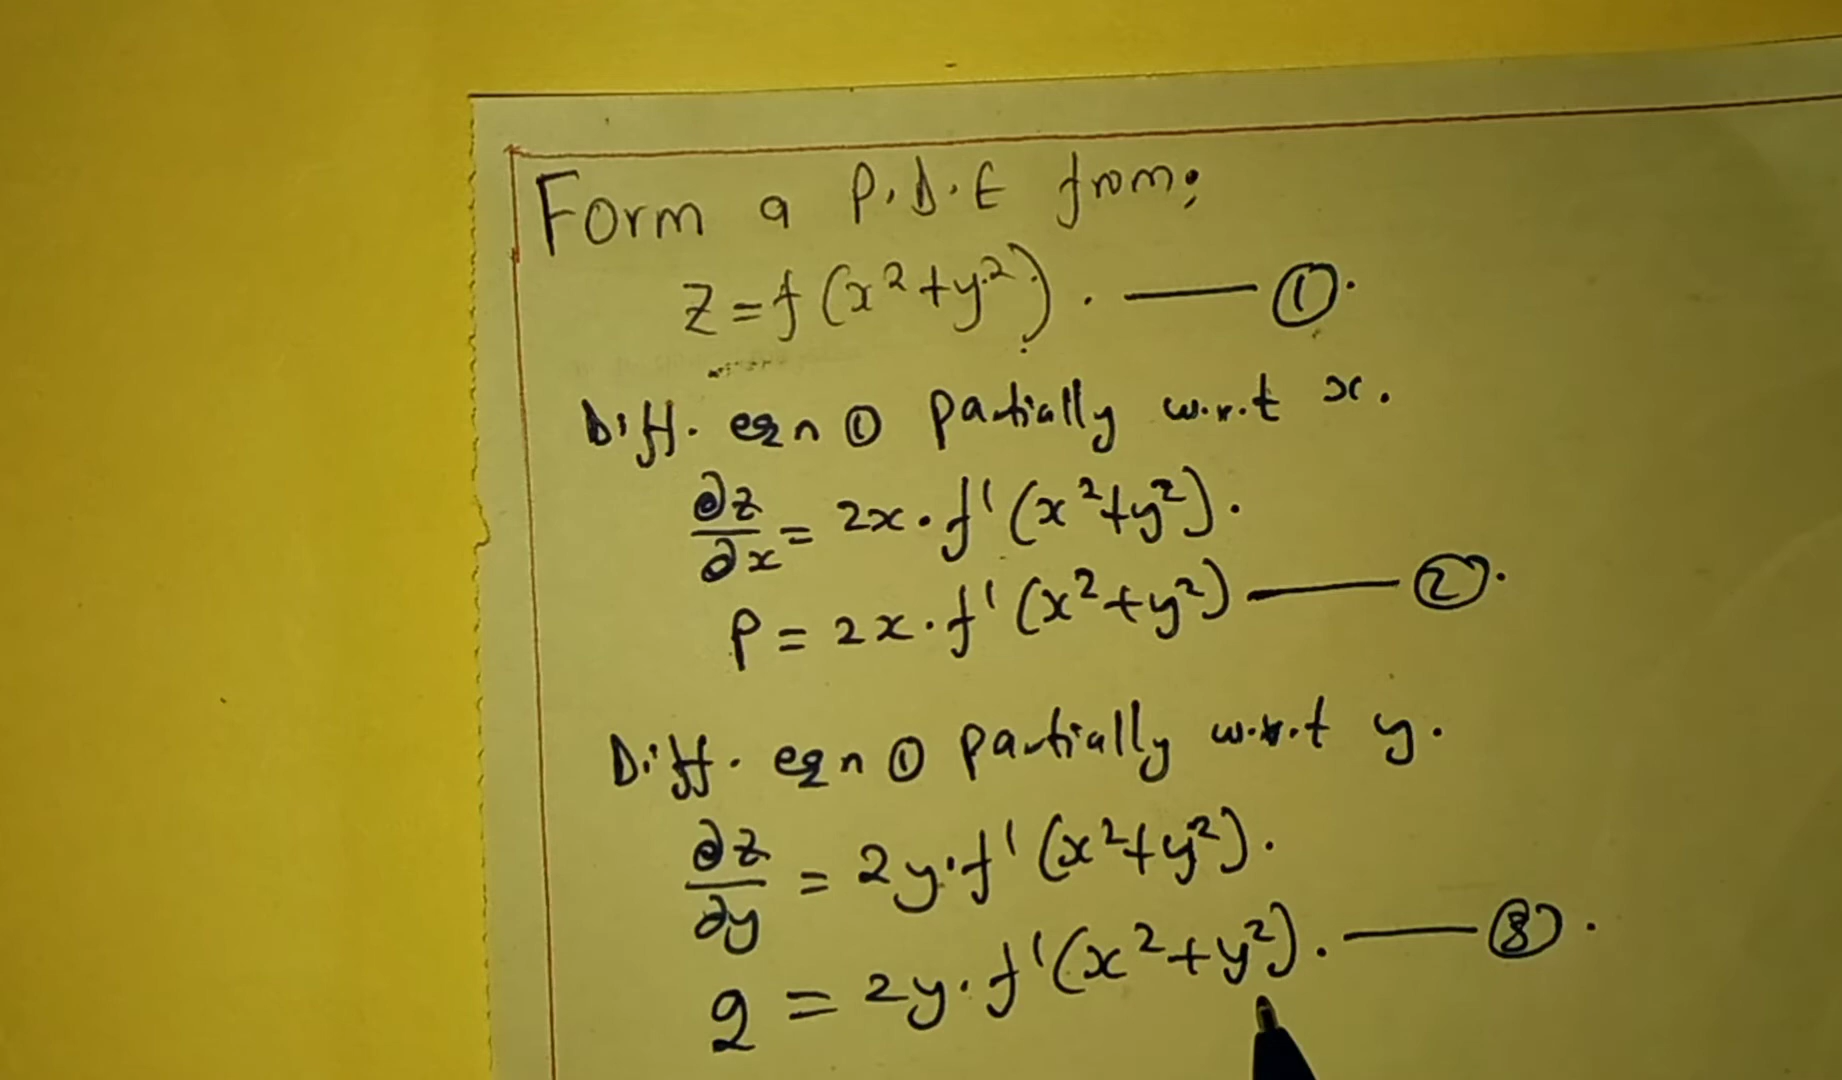 Form a P.D.E from;
z = f(x²+y²). —— ①.
Diff. eqn ① partially w.r.t x.
∂z/∂x = 2x.f'(x²+y²).
p = 2x.f'(x²+y²) —— ②.
Diff. eqn ① partially w.r.t y.
∂z/∂y = 2y.f'(x²+y²).
q = 2y.f'(x²+y²). —— ③.